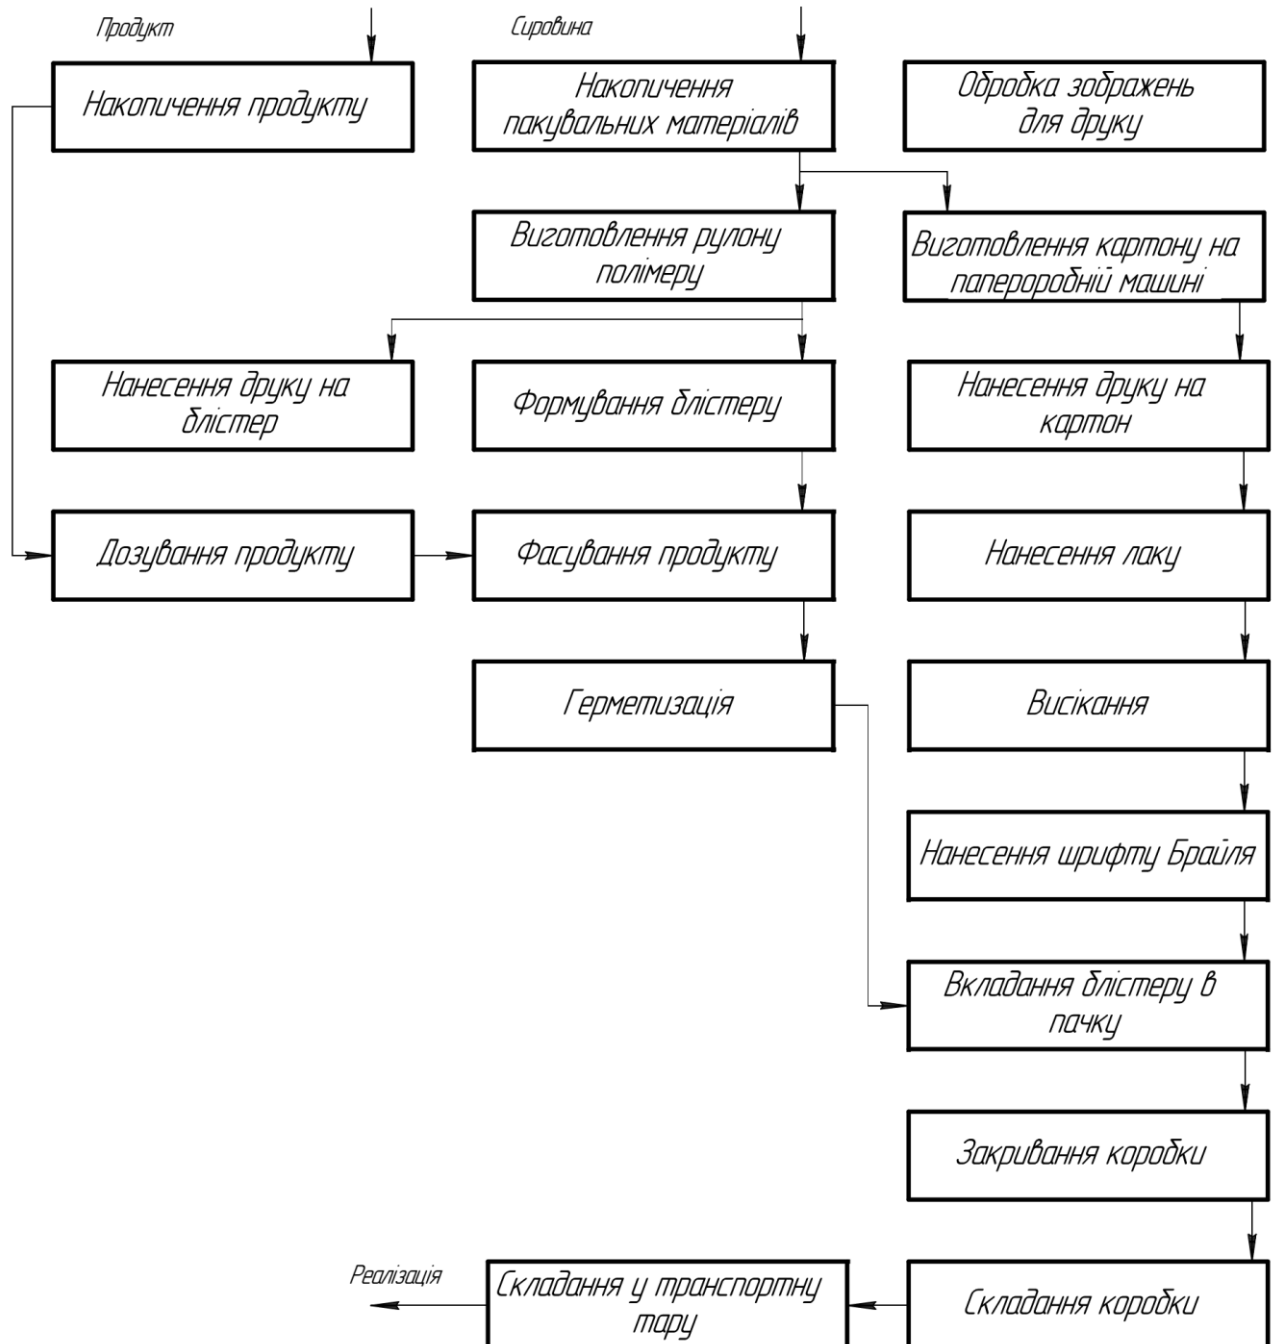 Продукт
Сировина
Накопичення продукту
Накопичення
пакувальних матеріалів
Обробка зображень
для друку
Виготовлення рулону
полімеру
Виготовлення картону на
папероробній машині
Нанесення друку на
блістер
Формування блістеру
Нанесення друку на
картон
Дозування продукту
Фасування продукту
Нанесення лаку
Герметизація
Висікання
Нанесення шрифту Брайля
Вкладання блістеру в
пачку
Закривання коробки
Реалізація
Складання у транспортну
тару
Складання коробки